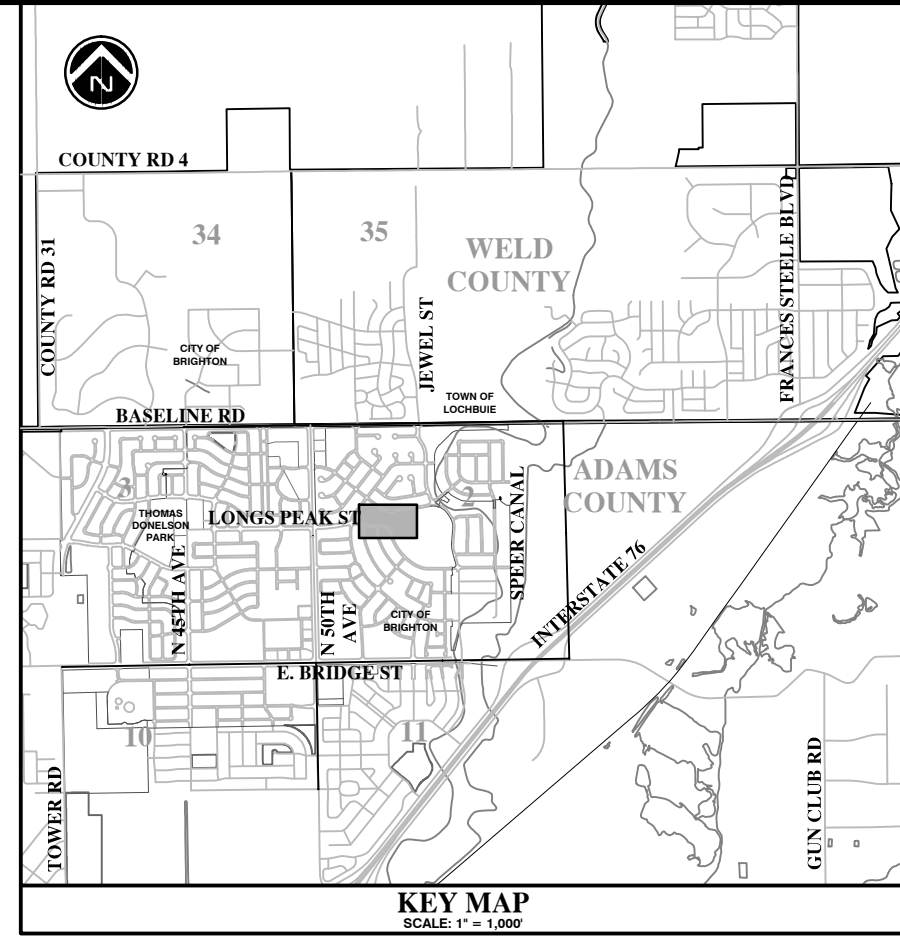 N
COUNTY RD 4
COUNTY RD 31
34
35
WELD
COUNTY
FRANCES STEELE BLVD
JEWEL ST
CITY OF
BRIGHTON
TOWN OF
LOCHBUIE
BASELINE RD
3
2
ADAMS
COUNTY
THOMAS
DONELSON
PARK
LONGS PEAK ST
SPEER CANAL
N 45TH AVE
N 50TH
AVE
CITY OF
BRIGHTON
INTERSTATE 76
E. BRIDGE ST
10
11
TOWER RD
GUN CLUB RD
KEY MAP
SCALE: 1" = 1,000'